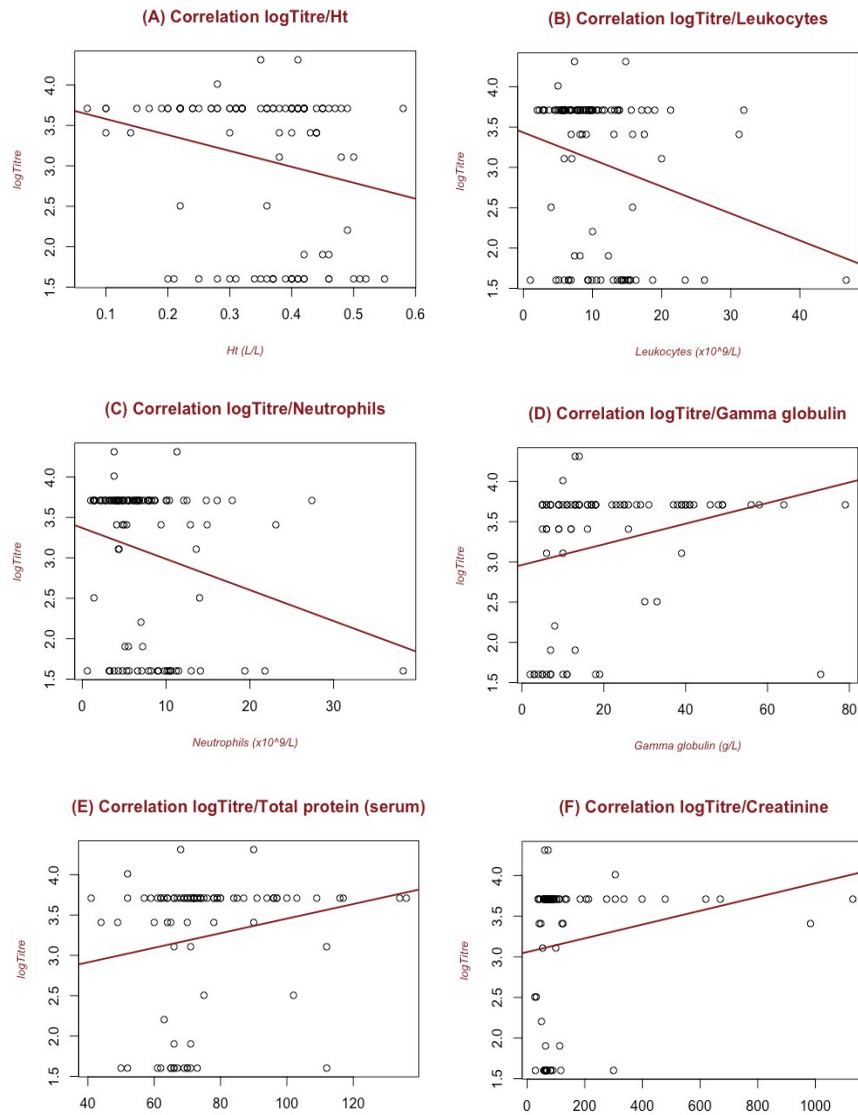 (A) Correlation logTitre/Ht
logTitre
1.5 2.0 2.5 3.0 3.5 4.0
0.1 0.2 0.3 0.4 0.5 0.6
Ht (L/L)
(B) Correlation logTitre/Leukocytes
logTitre
1.5 2.0 2.5 3.0 3.5 4.0
0 10 20 30 40
Leukocytes (x10^9/L)
(C) Correlation logTitre/Neutrophils
logTitre
1.5 2.0 2.5 3.0 3.5 4.0
0 10 20 30
Neutrophils (x10^9/L)
(D) Correlation logTitre/Gamma globulin
logTitre
1.5 2.0 2.5 3.0 3.5 4.0
0 20 40 60 80
Gamma globulin (g/L)
(E) Correlation logTitre/Total protein (serum)
logTitre
1.5 2.0 2.5 3.0 3.5 4.0
40 60 80 100 120
(F) Correlation logTitre/Creatinine
logTitre
1.5 2.0 2.5 3.0 3.5 4.0
0 200 400 600 800 1000